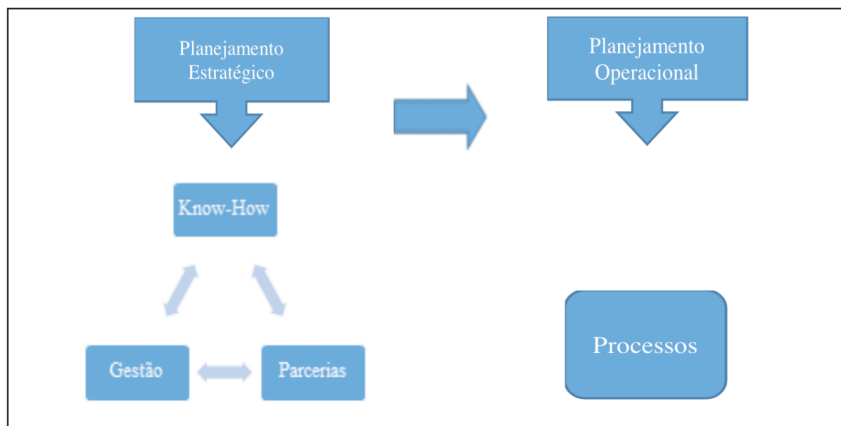 Planejamento
Estratégico
Planejamento
Operacional
Know-How
Gestão
Parcerias
Processos